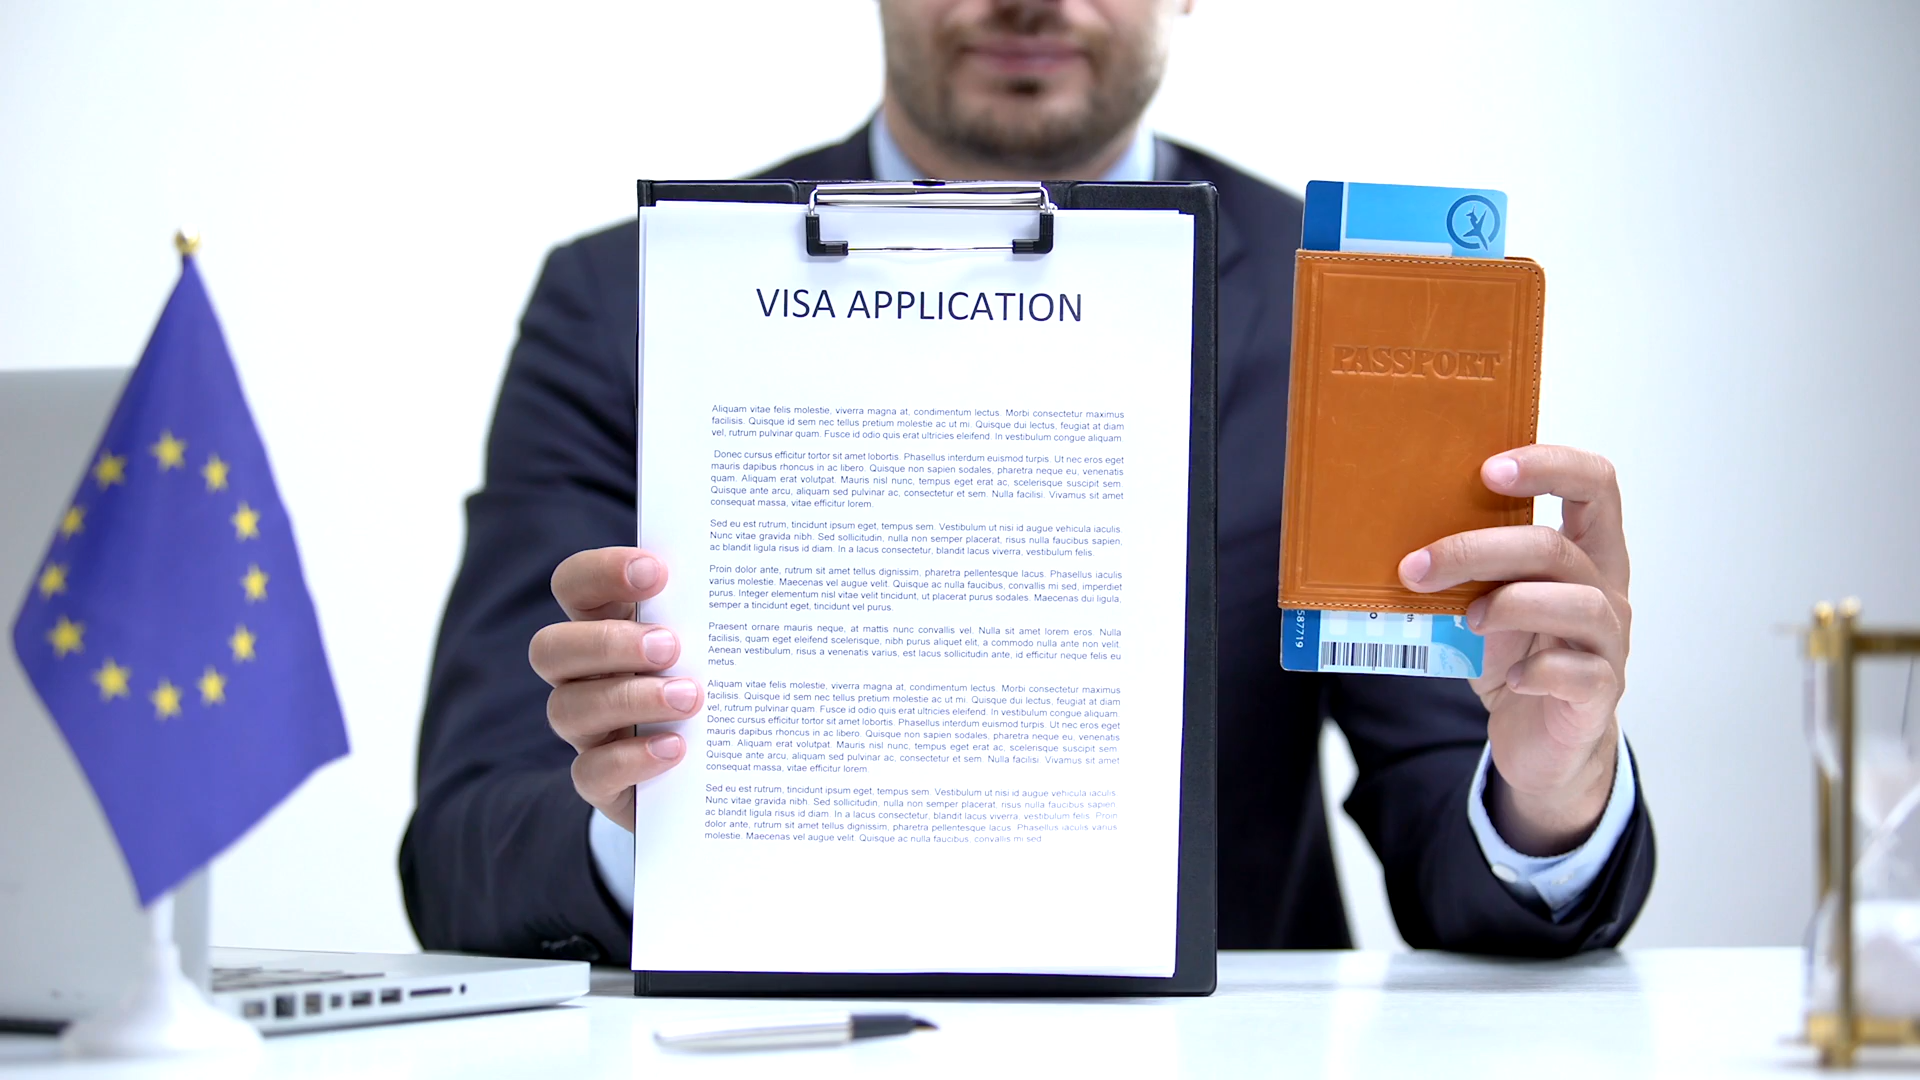 VISA APPLICATION
Aliquam vitae felis molestie, viverra magna at, condimentum lectus. Morbi consectetur maximus
facilisis. Quisque id sem nec tellus pretium molestie ac ut mi. Quisque dui lectus, feugiat at diam
vel, rutrum pulvinar quam. Fusce id odio quis erat ultricies eleifend. In vestibulum congue aliquam.
Donec cursus efficitur tortor sit amet lobortis. Phasellus interdum euismod turpis. Ut nec eros eget
mauris dapibus rhoncus in ac libero. Quisque non sapien sodales, pharetra neque eu, venenatis
quam. Aliquam erat volutpat. Mauris nisl nunc, tempus eget erat ac, scelerisque suscipit sem.
Quisque ante arcu, aliquam sed pulvinar ac, consectetur et sem. Nulla facilisi. Vivamus sit amet
consequat massa, vitae efficitur lorem.
Sed eu est rutrum, tincidunt ipsum eget, tempus sem. Vestibulum ut nisi id augue vehicula iaculis.
Nunc vitae gravida nibh. Sed sollicitudin, nulla non semper placerat, risus nulla faucibus sapien,
ac blandit ligula risus id diam. In a lacus consectetur, blandit lacus viverra, vestibulum felis.
Proin dolor ante, rutrum sit amet tellus dignissim, pharetra pellentesque lacus. Phasellus iaculis
varius molestie. Maecenas vel augue velit. Quisque ac nulla faucibus, convallis mi sed, imperdiet
purus. Integer elementum nisl vitae velit tincidunt, ut placerat purus sodales. Maecenas dui ligula,
semper a tincidunt eget, tincidunt vel purus.
Praesent ornare mauris neque, at mattis nunc convallis vel. Nulla sit amet lorem eros. Nulla
facilisis, quam eget eleifend scelerisque, nibh purus aliquet elit, a commodo nulla ante non velit.
Aenean vestibulum, risus a venenatis varius, est lacus sollicitudin ante, id efficitur neque felis eu
metus.
Aliquam vitae felis molestie, viverra magna at, condimentum lectus. Morbi consectetur maximus
facilisis. Quisque id sem nec tellus pretium molestie ac ut mi. Quisque dui lectus, feugiat at diam
vel, rutrum pulvinar quam. Fusce id odio quis erat ultricies eleifend. In vestibulum congue aliquam.
Donec cursus efficitur tortor sit amet lobortis. Phasellus interdum euismod turpis. Ut nec eros eget
mauris dapibus rhoncus in ac libero. Quisque non sapien sodales, pharetra neque eu, venenatis
quam. Aliquam erat volutpat. Mauris nisl nunc, tempus eget erat ac, scelerisque suscipit sem.
Quisque ante arcu, aliquam sed pulvinar ac, consectetur et sem. Nulla facilisi. Vivamus sit amet
consequat massa, vitae efficitur lorem.
Sed eu est rutrum, tincidunt ipsum eget, tempus sem. Vestibulum ut nisi id augue vehicula iaculis.
Nunc vitae gravida nibh. Sed sollicitudin, nulla non semper placerat, risus nulla faucibus sapien,
ac blandit ligula risus id diam. In a lacus consectetur, blandit lacus viverra, vestibulum felis. Proin
dolor ante, rutrum sit amet tellus dignissim, pharetra pellentesque lacus. Phasellus iaculis varius
molestie. Maecenas vel augue velit. Quisque ac nulla faucibus, convallis mi sed
PASSPORT
587719